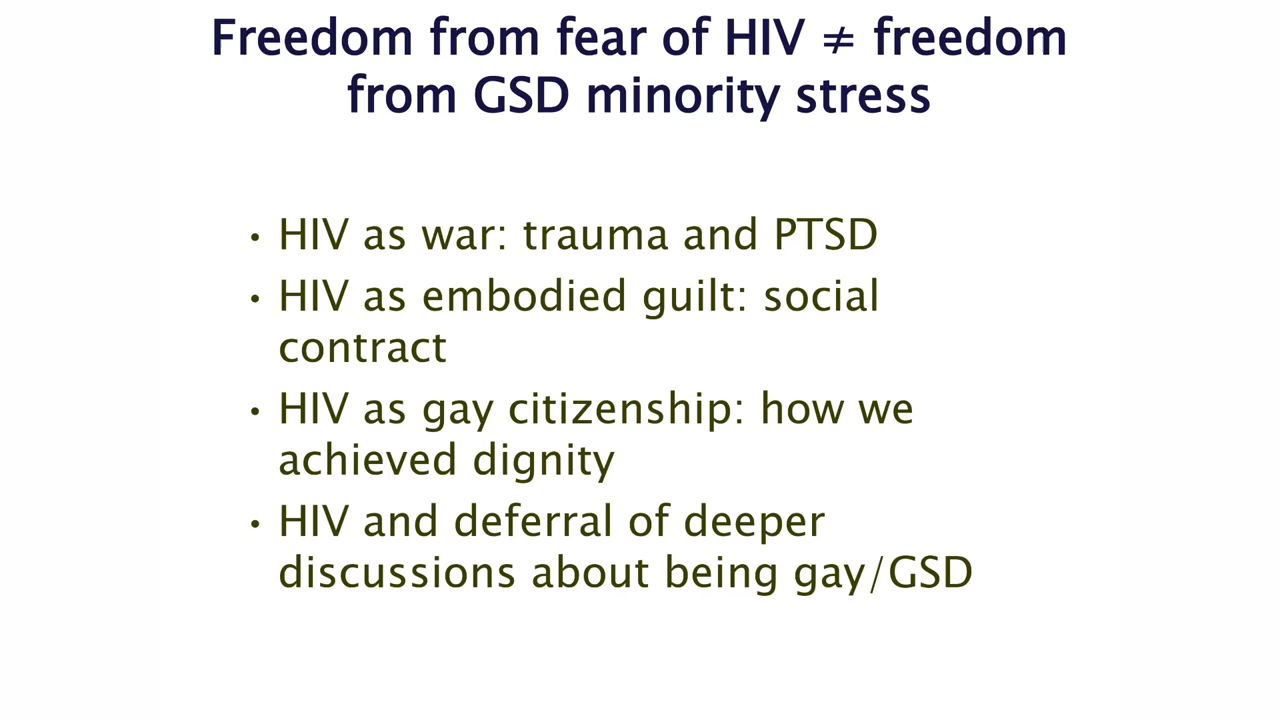 Freedom from fear of HIV ≠ freedom
from GSD minority stress
• HIV as war: trauma and PTSD
• HIV as embodied guilt: social
contract
• HIV as gay citizenship: how we
achieved dignity
• HIV and deferral of deeper
discussions about being gay/GSD